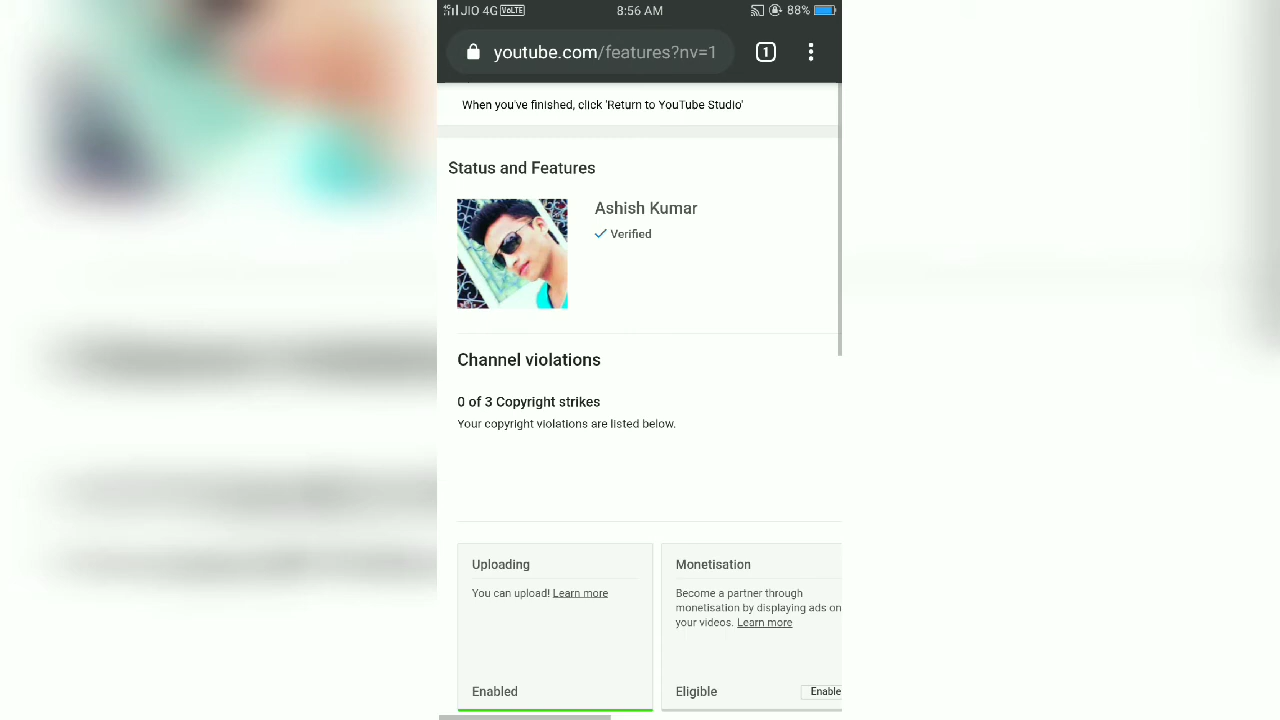 JIO 4G VoLTE 8:56 AM 88%
youtube.com/features?nv=1 1
When you've finished, click 'Return to YouTube Studio'
Status and Features
Ashish Kumar
Verified
Channel violations
0 of 3 Copyright strikes
Your copyright violations are listed below.
Uploading
You can upload! Learn more
Enabled
Monetisation
Become a partner through
monetisation by displaying ads on
your videos. Learn more
Eligible Enable